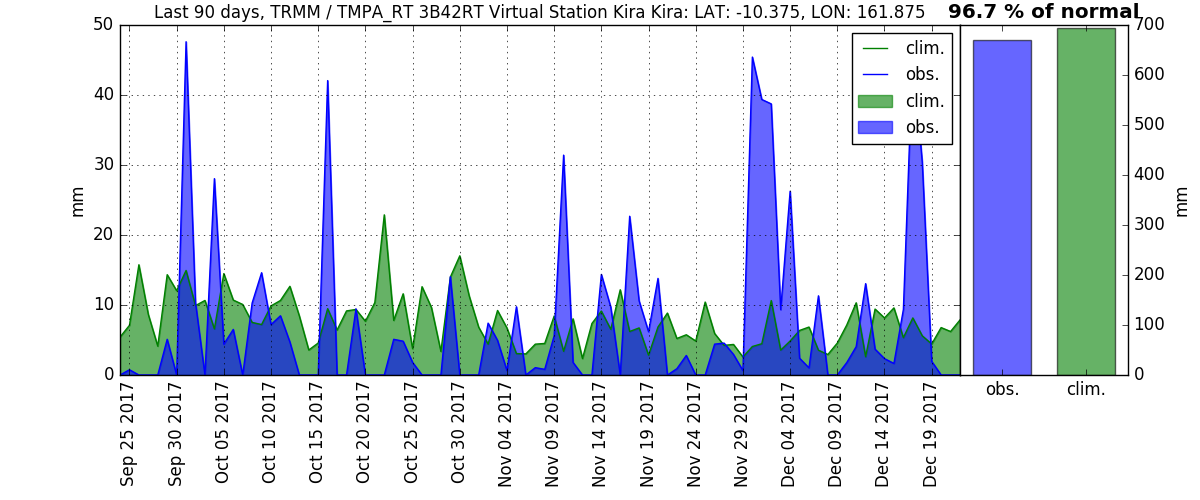 Last 90 days, TRMM / TMPA_RT 3B42RT Virtual Station Kira Kira: LAT: -10.375, LON: 161.875
96.7 % of normal
50
40
30
20
10
0
mm
clim.
obs.
clim.
obs.
700
600
500
400
300
200
100
0
mm
obs.
clim.
Sep 25 2017
Sep 30 2017
Oct 05 2017
Oct 10 2017
Oct 15 2017
Oct 20 2017
Oct 25 2017
Oct 30 2017
Nov 04 2017
Nov 09 2017
Nov 14 2017
Nov 19 2017
Nov 24 2017
Nov 29 2017
Dec 04 2017
Dec 09 2017
Dec 14 2017
Dec 19 2017